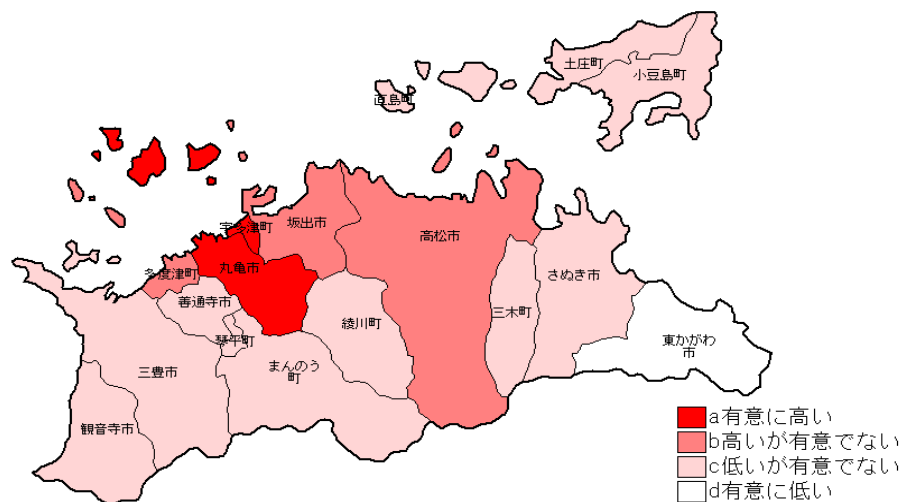 土庄町
小豆島町
直島町
宇多津町
坂出市
高松市
丸亀市
多度津町
さぬき市
善通寺市
三木町
綾川町
琴平町
東かがわ
市
まんのう
町
三豊市
観音寺市
a有意に高い
b高いが有意でない
c低いが有意でない
d有意に低い